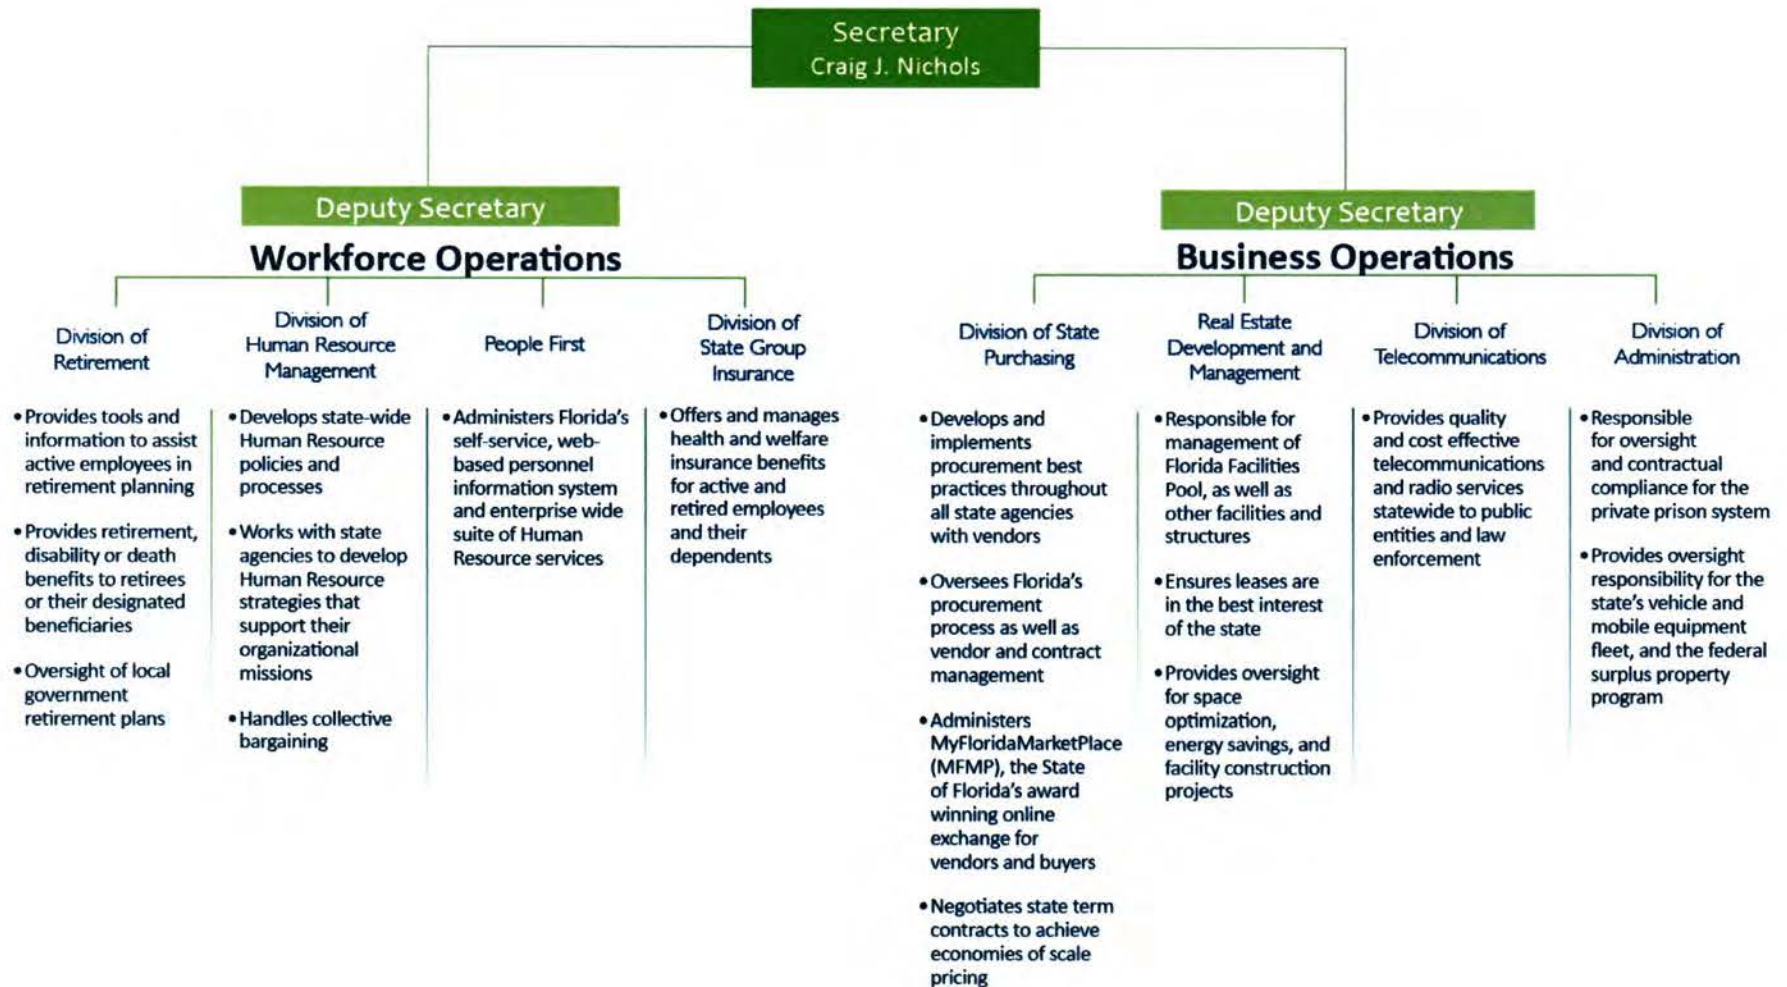 Secretary
Craig J. Nichols
Deputy Secretary
Workforce Operations
Division of
Retirement
• Provides tools and
information to assist
active employees in
retirement planning
• Provides retirement,
disability or death
benefits to retirees
or their designated
beneficiaries
• Oversight of local
government
retirement plans
Division of
Human Resource
Management
• Develops state-wide
Human Resource
policies and
processes
• Works with state
agencies to develop
Human Resource
strategies that
support their
organizational
missions
• Handles collective
bargaining
People First
• Administers Florida's
self-service, web-
based personnel
information system
and enterprise wide
suite of Human
Resource services
Division of
State Group
Insurance
• Offers and manages
health and welfare
insurance benefits
for active and
retired employees
and their
dependents
Deputy Secretary
Business Operations
Division of State
Purchasing
• Develops and
implements
procurement best
practices throughout
all state agencies
with vendors
• Oversees Florida's
procurement
process as well as
vendor and contract
management
• Administers
MyFloridaMarketPlace
(MFMP), the State
of Florida's award
winning online
exchange for
vendors and buyers
• Negotiates state term
contracts to achieve
economies of scale
pricing
Real Estate
Development and
Management
• Responsible for
management of
Florida Facilities
Pool, as well as
other facilities and
structures
• Ensures leases are
in the best interest
of the state
• Provides oversight
for space
optimization,
energy savings, and
facility construction
projects
Division of
Telecommunications
• Provides quality
and cost effective
telecommunications
and radio services
statewide to public
entities and law
enforcement
Division of
Administration
• Responsible
for oversight
and contractual
compliance for the
private prison system
• Provides oversight
responsibility for the
state's vehicle and
mobile equipment
fleet, and the federal
surplus property
program